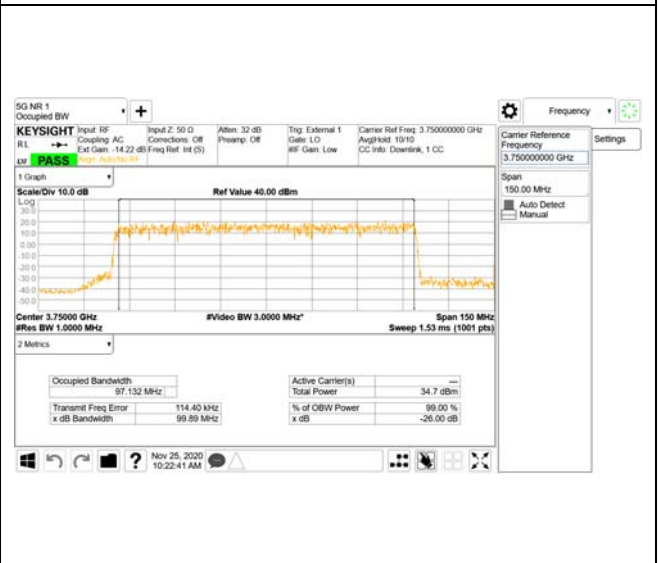 5G NR 1
Occupied BW
Frequency
KEYSIGHT
Input: RF
Input Z: 50 Ω
Atten: 32 dB
Trig: External 1
Carrier Ref Freq: 3.750000000 GHz
RL
Coupling: AC
Corrections: Off
Preamp: Off
Gate: LO
Avg|Hold: 10/10
Ext Gain: -14.22 dB
Freq Ref: Int (S)
#IF Gain: Low
CC Info: Downlink, 1 CC
PASS
Align: Auto/No RF
Carrier Reference
Frequency
3.750000000 GHz
Settings
Span
150.00 MHz
Auto Detect
Manual
1 Graph
Scale/Div 10.0 dB
Ref Value 40.00 dBm
Log
30.0
20.0
10.0
0.00
-10.0
-20.0
-30.0
-40.0
-50.0
Center 3.75000 GHz
#Video BW 3.0000 MHz*
Span 150 MHz
#Res BW 1.0000 MHz
Sweep 1.53 ms (1001 pts)
2 Metrics
Occupied Bandwidth
97.132 MHz
Active Carrier(s)
---
Total Power
34.7 dBm
Transmit Freq Error
114.40 kHz
% of OBW Power
99.00 %
x dB Bandwidth
99.89 MHz
x dB
-26.00 dB
Nov 25, 2020
10:22:41 AM